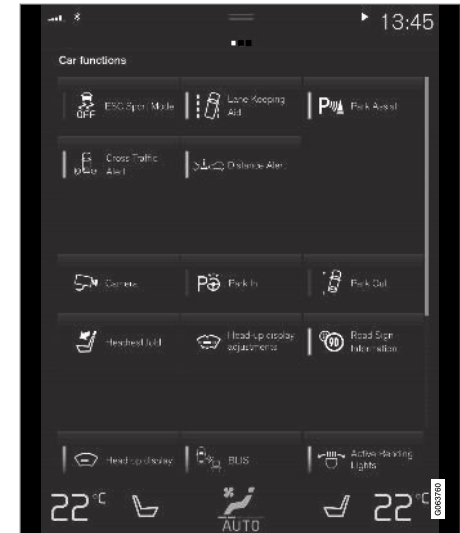 13:45
Car functions
OFF
ESC Sport Mode
Lane Keeping
Aid
P
Park Assist
Cross Traffic
Alert
Distance Alert
Camera
P
Park In
Park Out
Headrest fold
Head-up display
adjustments
90
Road Sign
Information
Head-up display
BLIS
Active Bending
Lights
22°C
AUTO
22°C
G063760